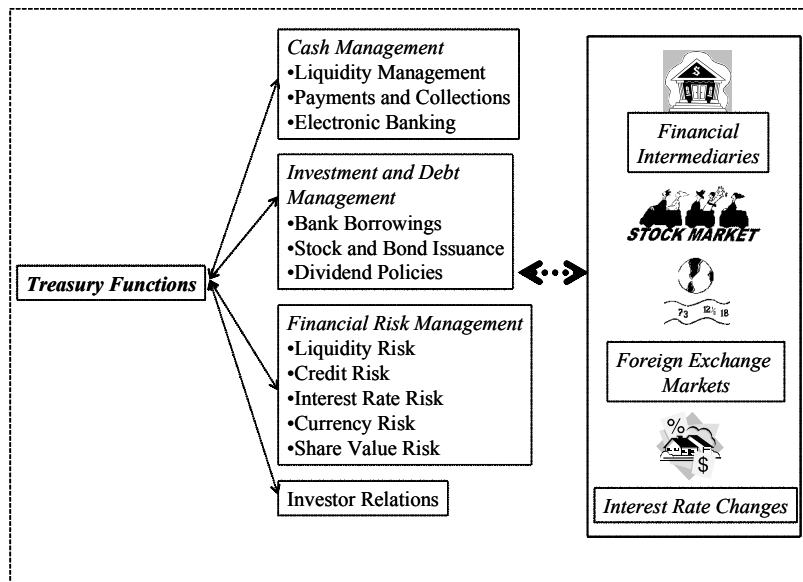 Treasury Functions
Cash Management
•Liquidity Management
•Payments and Collections
•Electronic Banking
Investment and Debt
Management
•Bank Borrowings
•Stock and Bond Issuance
•Dividend Policies
Financial Risk Management
•Liquidity Risk
•Credit Risk
•Interest Rate Risk
•Currency Risk
•Share Value Risk
Investor Relations
$
Financial
Intermediaries
STOCK MARKET
73 12½ 18
Foreign Exchange
Markets
%
$
Interest Rate Changes